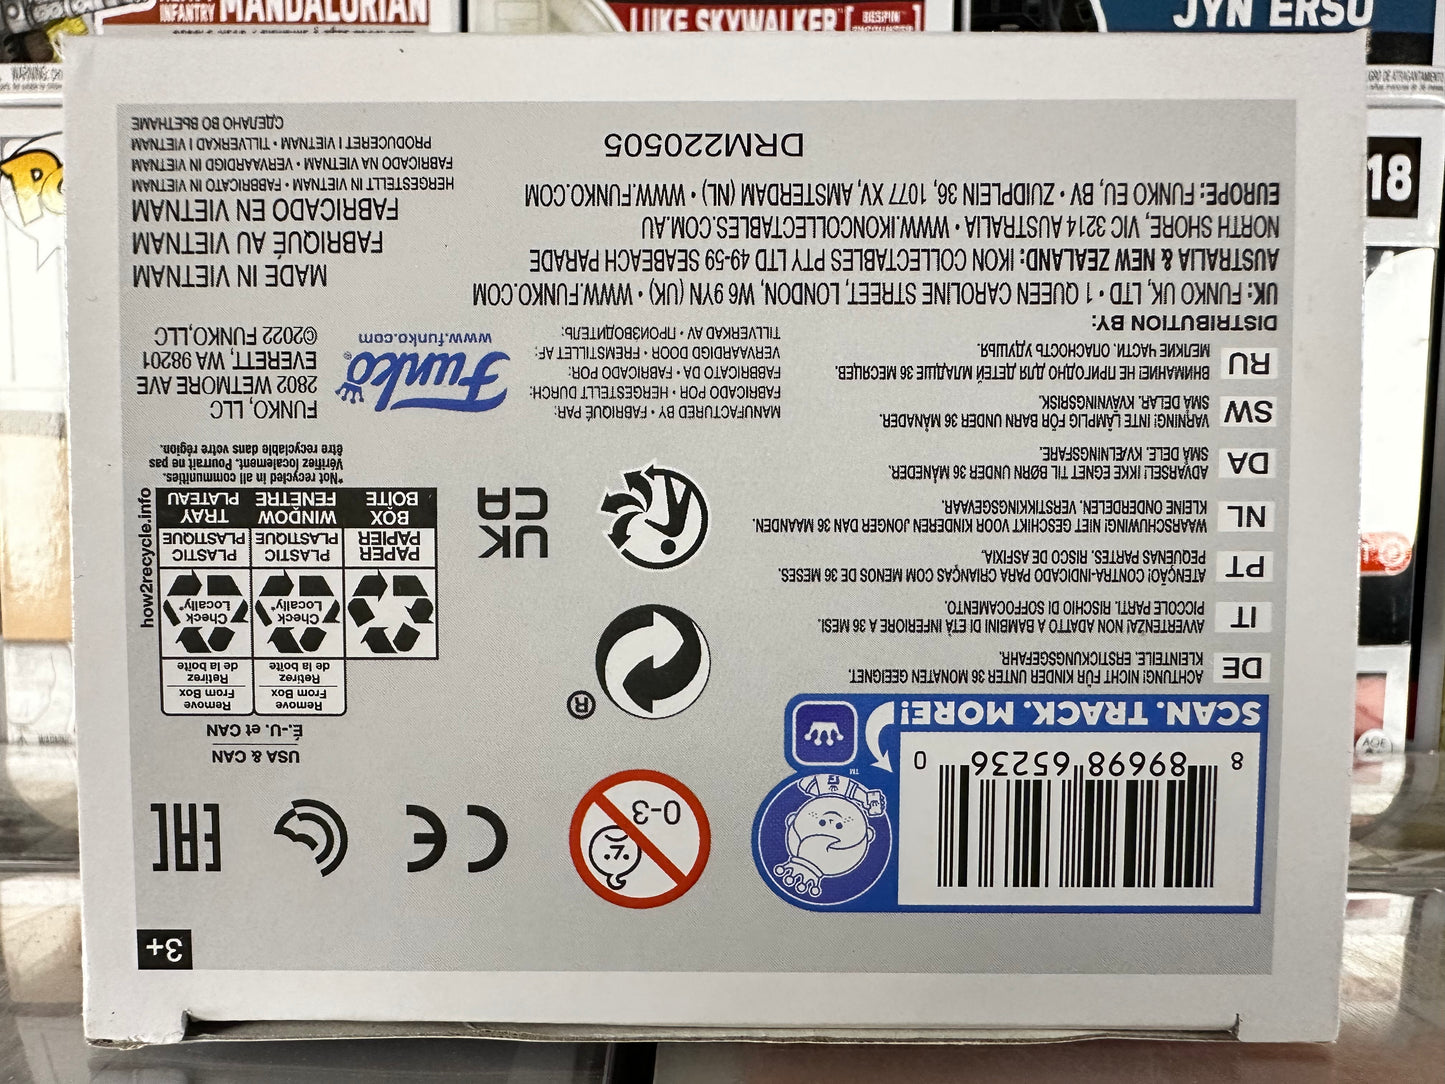 INFANTRY MANDALORIAN
LUKE SKYWALKER™ [BESPIN
JYN ERSO
18
3+
8 89698 65236 0
SCAN. TRACK. MORE!
™
0-3
CE
EAC
®
USA & CAN
É.-U. et CAN
Remove
From Box
Retirez
de la boîte
Remove
From Box
Retirez
de la boîte
Check
Locally*
Check
Locally*
PAPER
PAPIER
PLASTIC
PLASTIQUE
PLASTIC
PLASTIQUE
BOX
BOÎTE
WINDOW
FENÊTRE
TRAY
PLATEAU
how2recycle.info
*Not recycled in all communities.
Vérifiez localement. Pourrait ne pas
être recyclable dans votre région.
UK
CA
DE
ACHTUNG! NICHT FÜR KINDER UNTER 36 MONATEN GEEIGNET.
KLEINTEILE. ERSTICKUNGSGEFAHR.
IT
AVVERTENZA! NON ADATTO A BAMBINI DI ETÀ INFERIORE A 36 MESI.
PICCOLE PARTI. RISCHIO DI SOFFOCAMENTO.
PT
ATENÇÃO! CONTRA-INDICADO PARA CRIANÇAS COM MENOS DE 36 MESES.
PEQUENAS PARTES. RISCO DE ASFIXIA.
NL
WAARSCHUWING! NIET GESCHIKT VOOR KINDEREN JONGER DAN 36 MAANDEN.
KLEINE ONDERDELEN. VERSTIKKINGSGEVAAR.
DA
ADVARSEL! IKKE EGNET TIL BØRN UNDER 36 MÅNEDER.
SMÅ DELE. KVÆLNINGSFARE.
SW
VARNING! INTE LÄMPLIG FÖR BARN UNDER 36 MÅNADER.
SMÅ DELAR. KVÄVNINGSRISK.
RU
ВНИМАНИЕ! НЕ ПРИГОДНО ДЛЯ ДЕТЕЙ МЛАДШЕ 36 МЕСЯЦЕВ.
МЕЛКИЕ ЧАСТИ. ОПАСНОСТЬ УДУШЬЯ.
MANUFACTURED BY • FABRIQUÉ PAR:
FABRICADO POR • HERGESTELLT DURCH:
FABBRICATO DA • FABRICADO POR:
VERVAARDIGD DOOR • FREMSTILLET AF:
TILLVERKAD AV • ПРОИЗВОДИТЕЛЬ:
Funko®
www.funko.com
FUNKO, LLC
2802 WETMORE AVE
EVERETT, WA 98201
©2022 FUNKO,LLC
DISTRIBUTION BY:
UK: FUNKO UK, LTD • 1 QUEEN CAROLINE STREET, LONDON, W6 9YN (UK) • WWW.FUNKO.COM
AUSTRALIA & NEW ZEALAND: IKON COLLECTABLES PTY LTD 49-59 SEABEACH PARADE
NORTH SHORE, VIC 3214 AUSTRALIA • WWW.IKONCOLLECTABLES.COM.AU
EUROPE: FUNKO EU, BV • ZUIDPLEIN 36, 1077 XV, AMSTERDAM (NL) • WWW.FUNKO.COM
MADE IN VIETNAM
FABRIQUÉ AU VIETNAM
FABRICADO EN VIETNAM
HERGESTELLT IN VIETNAM • FABBRICATO IN VIETNAM
FABRICADO NA VIETNAM • VERVAARDIGD IN VIETNAM
PRODUCERET I VIETNAM • TILLVERKAD I VIETNAM
СДЕЛАНО ВО ВЬЕТНАМЕ
DRM220505